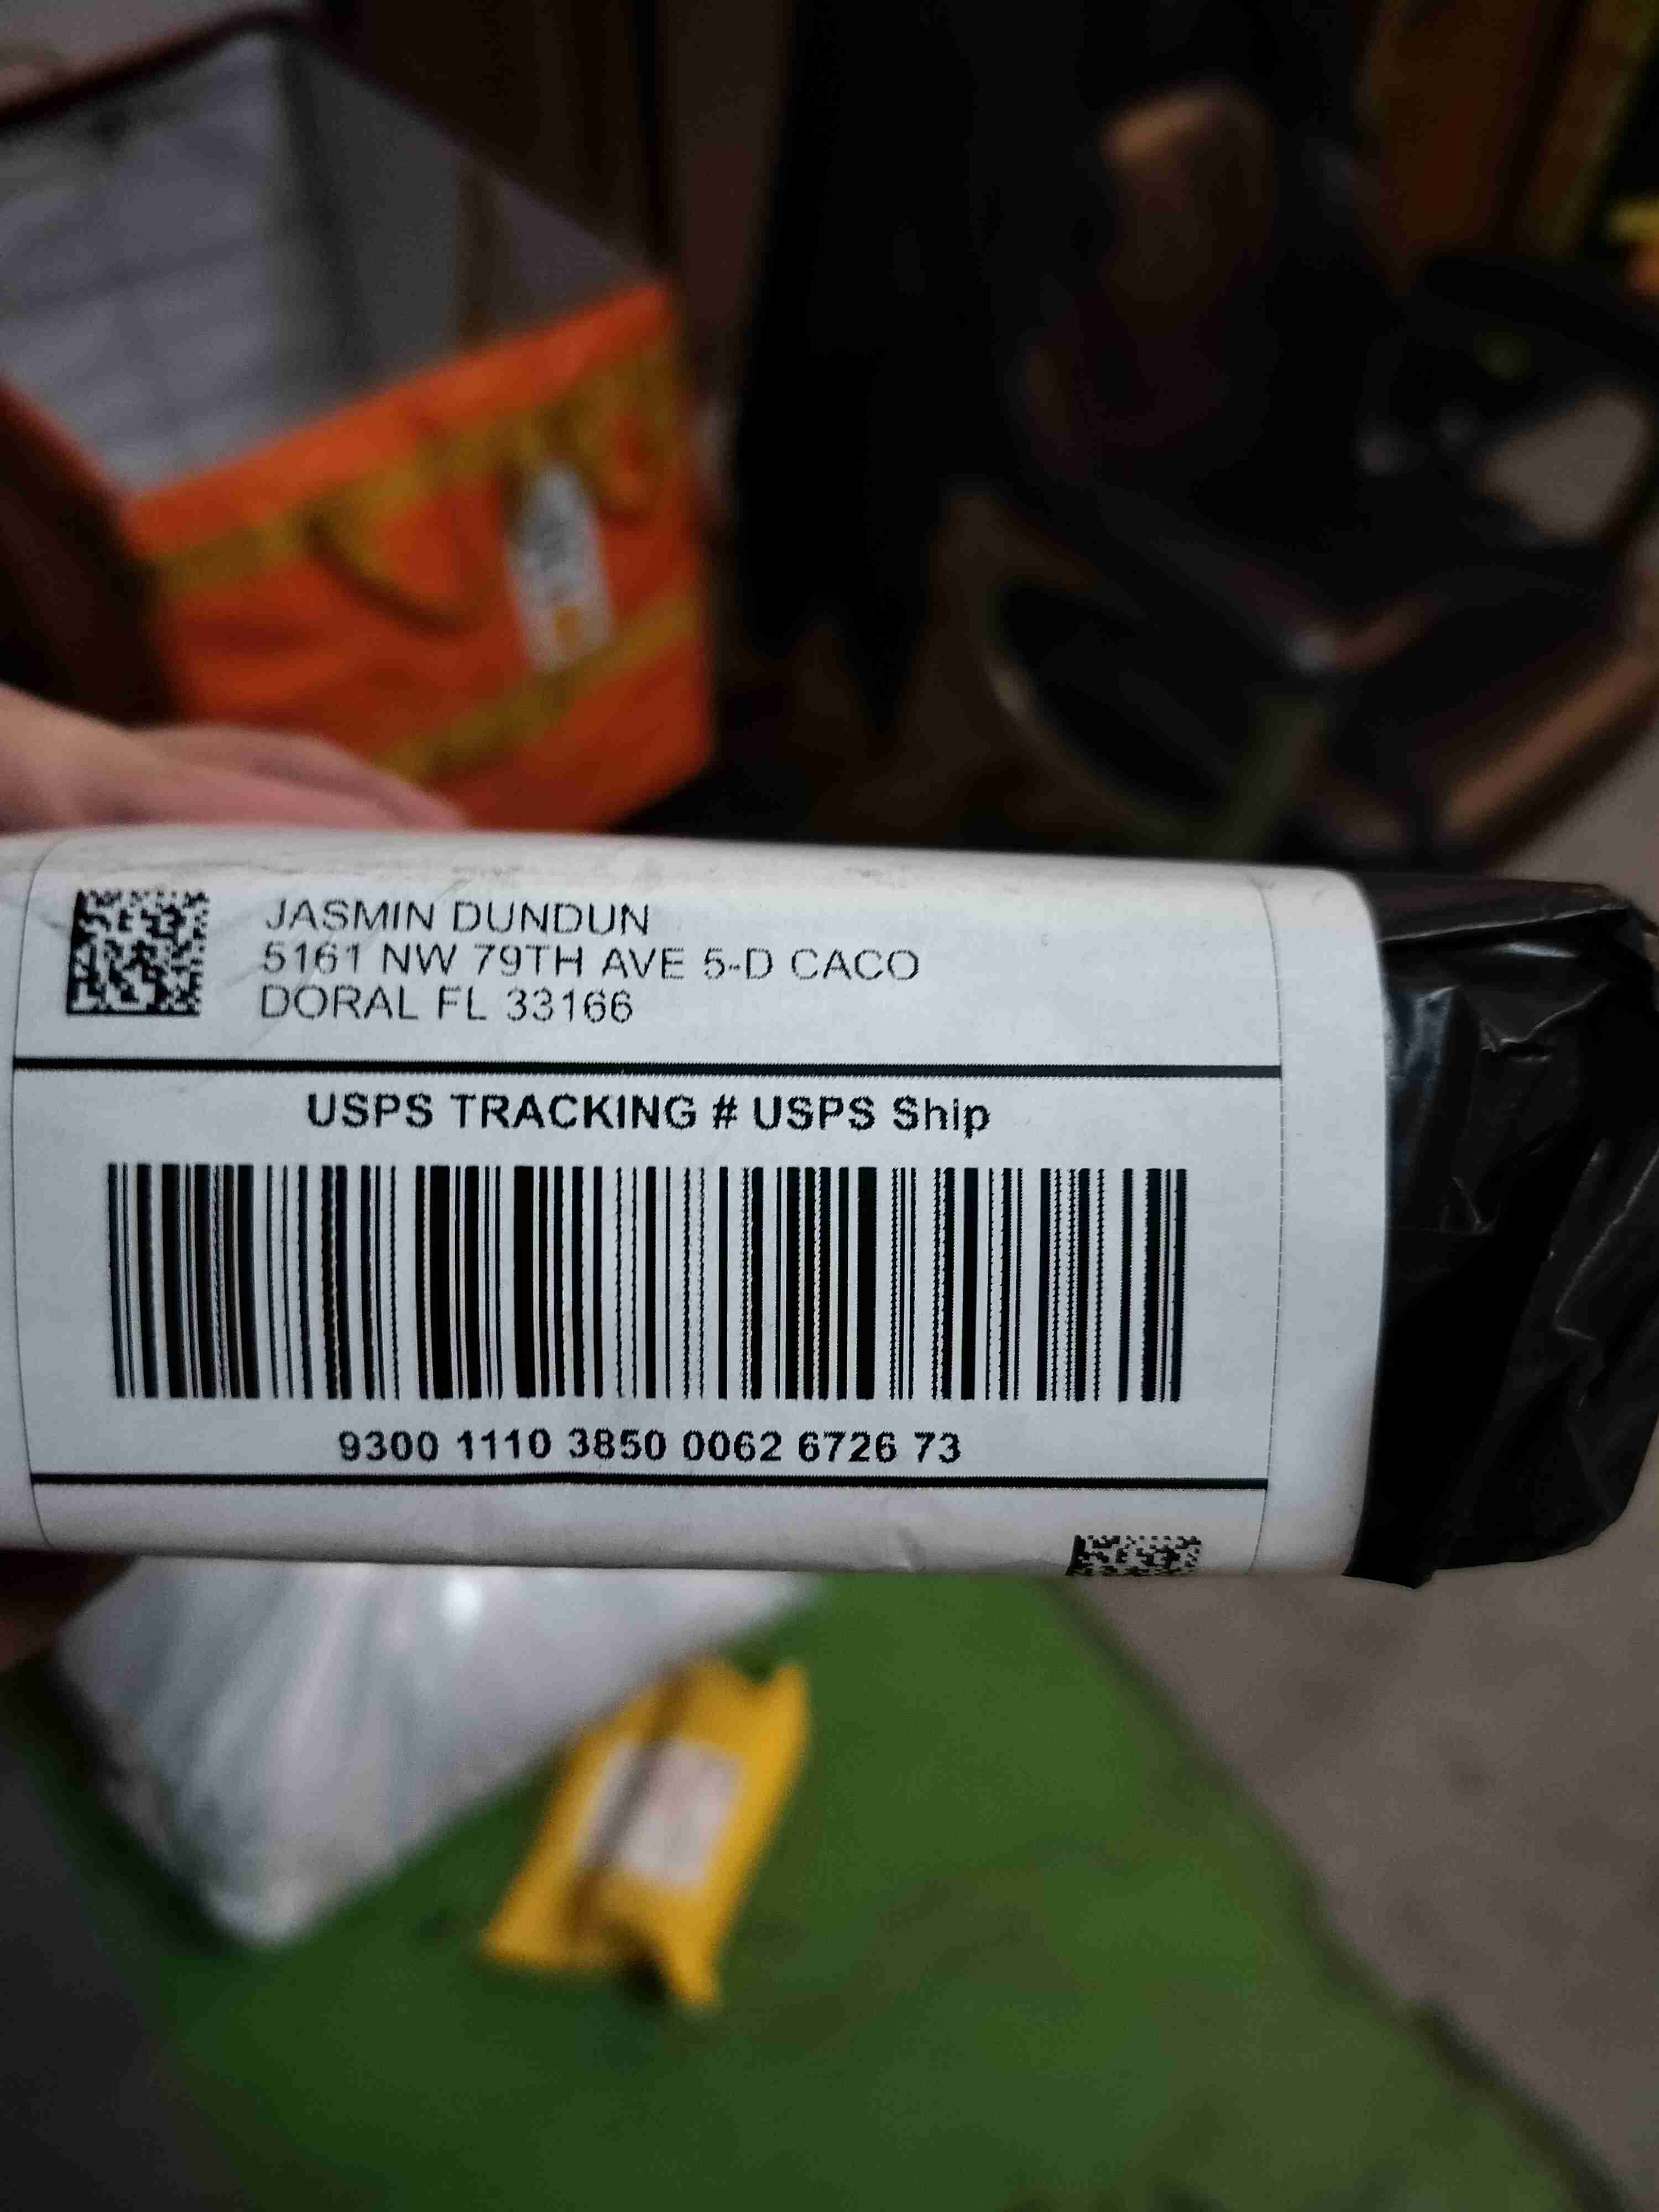 JASMIN DUNDUN
5161 NW 79TH AVE 5-D CACO
DORAL FL 33166
USPS TRACKING # USPS Ship
9300 1110 3850 0062 6726 73